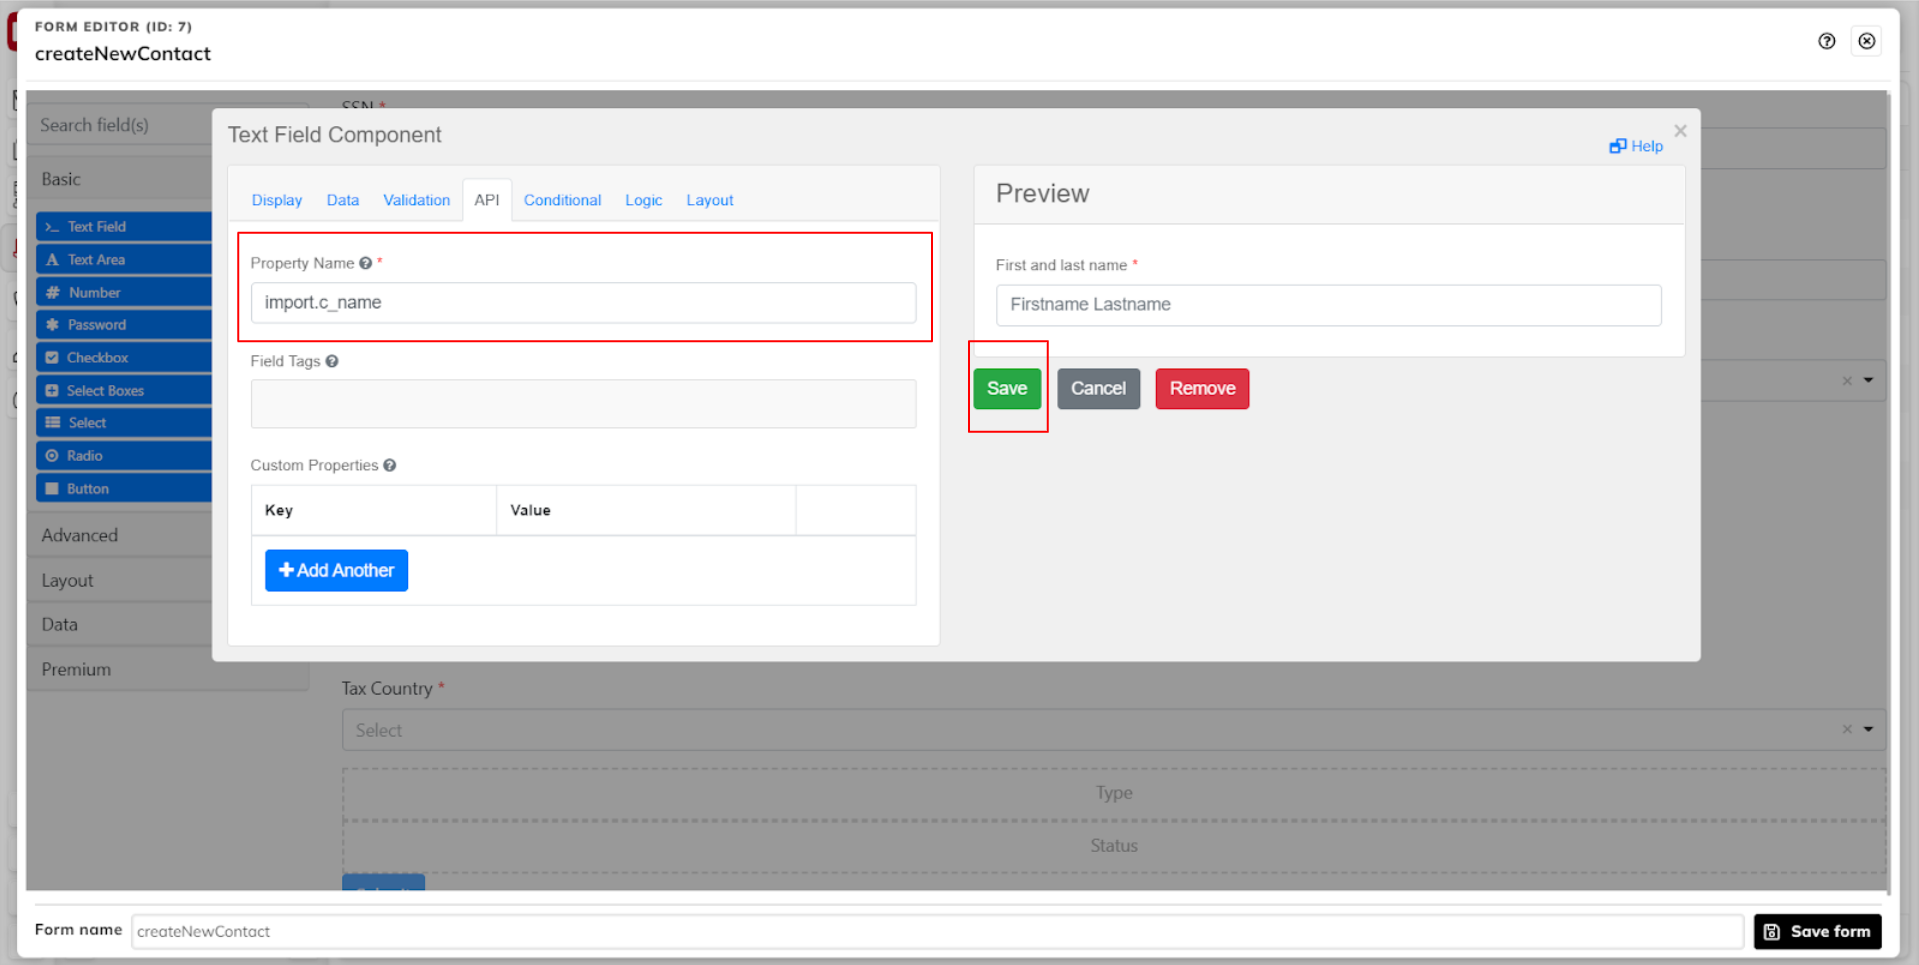 FORM EDITOR (ID: 7)
createNewContact
SSN *
Search field(s)
Text Field Component
Help
Basic
Display Data Validation API Conditional Logic Layout
Preview
Text Field
Text Area
Number
Password
Checkbox
Select Boxes
Select
Radio
Button
Property Name *
import.c_name
First and last name *
Firstname Lastname
Field Tags
Save Cancel Remove
Custom Properties
Key Value
Add Another
Advanced
Layout
Data
Premium
Tax Country *
Select
Type
Status
Form name createNewContact Save form